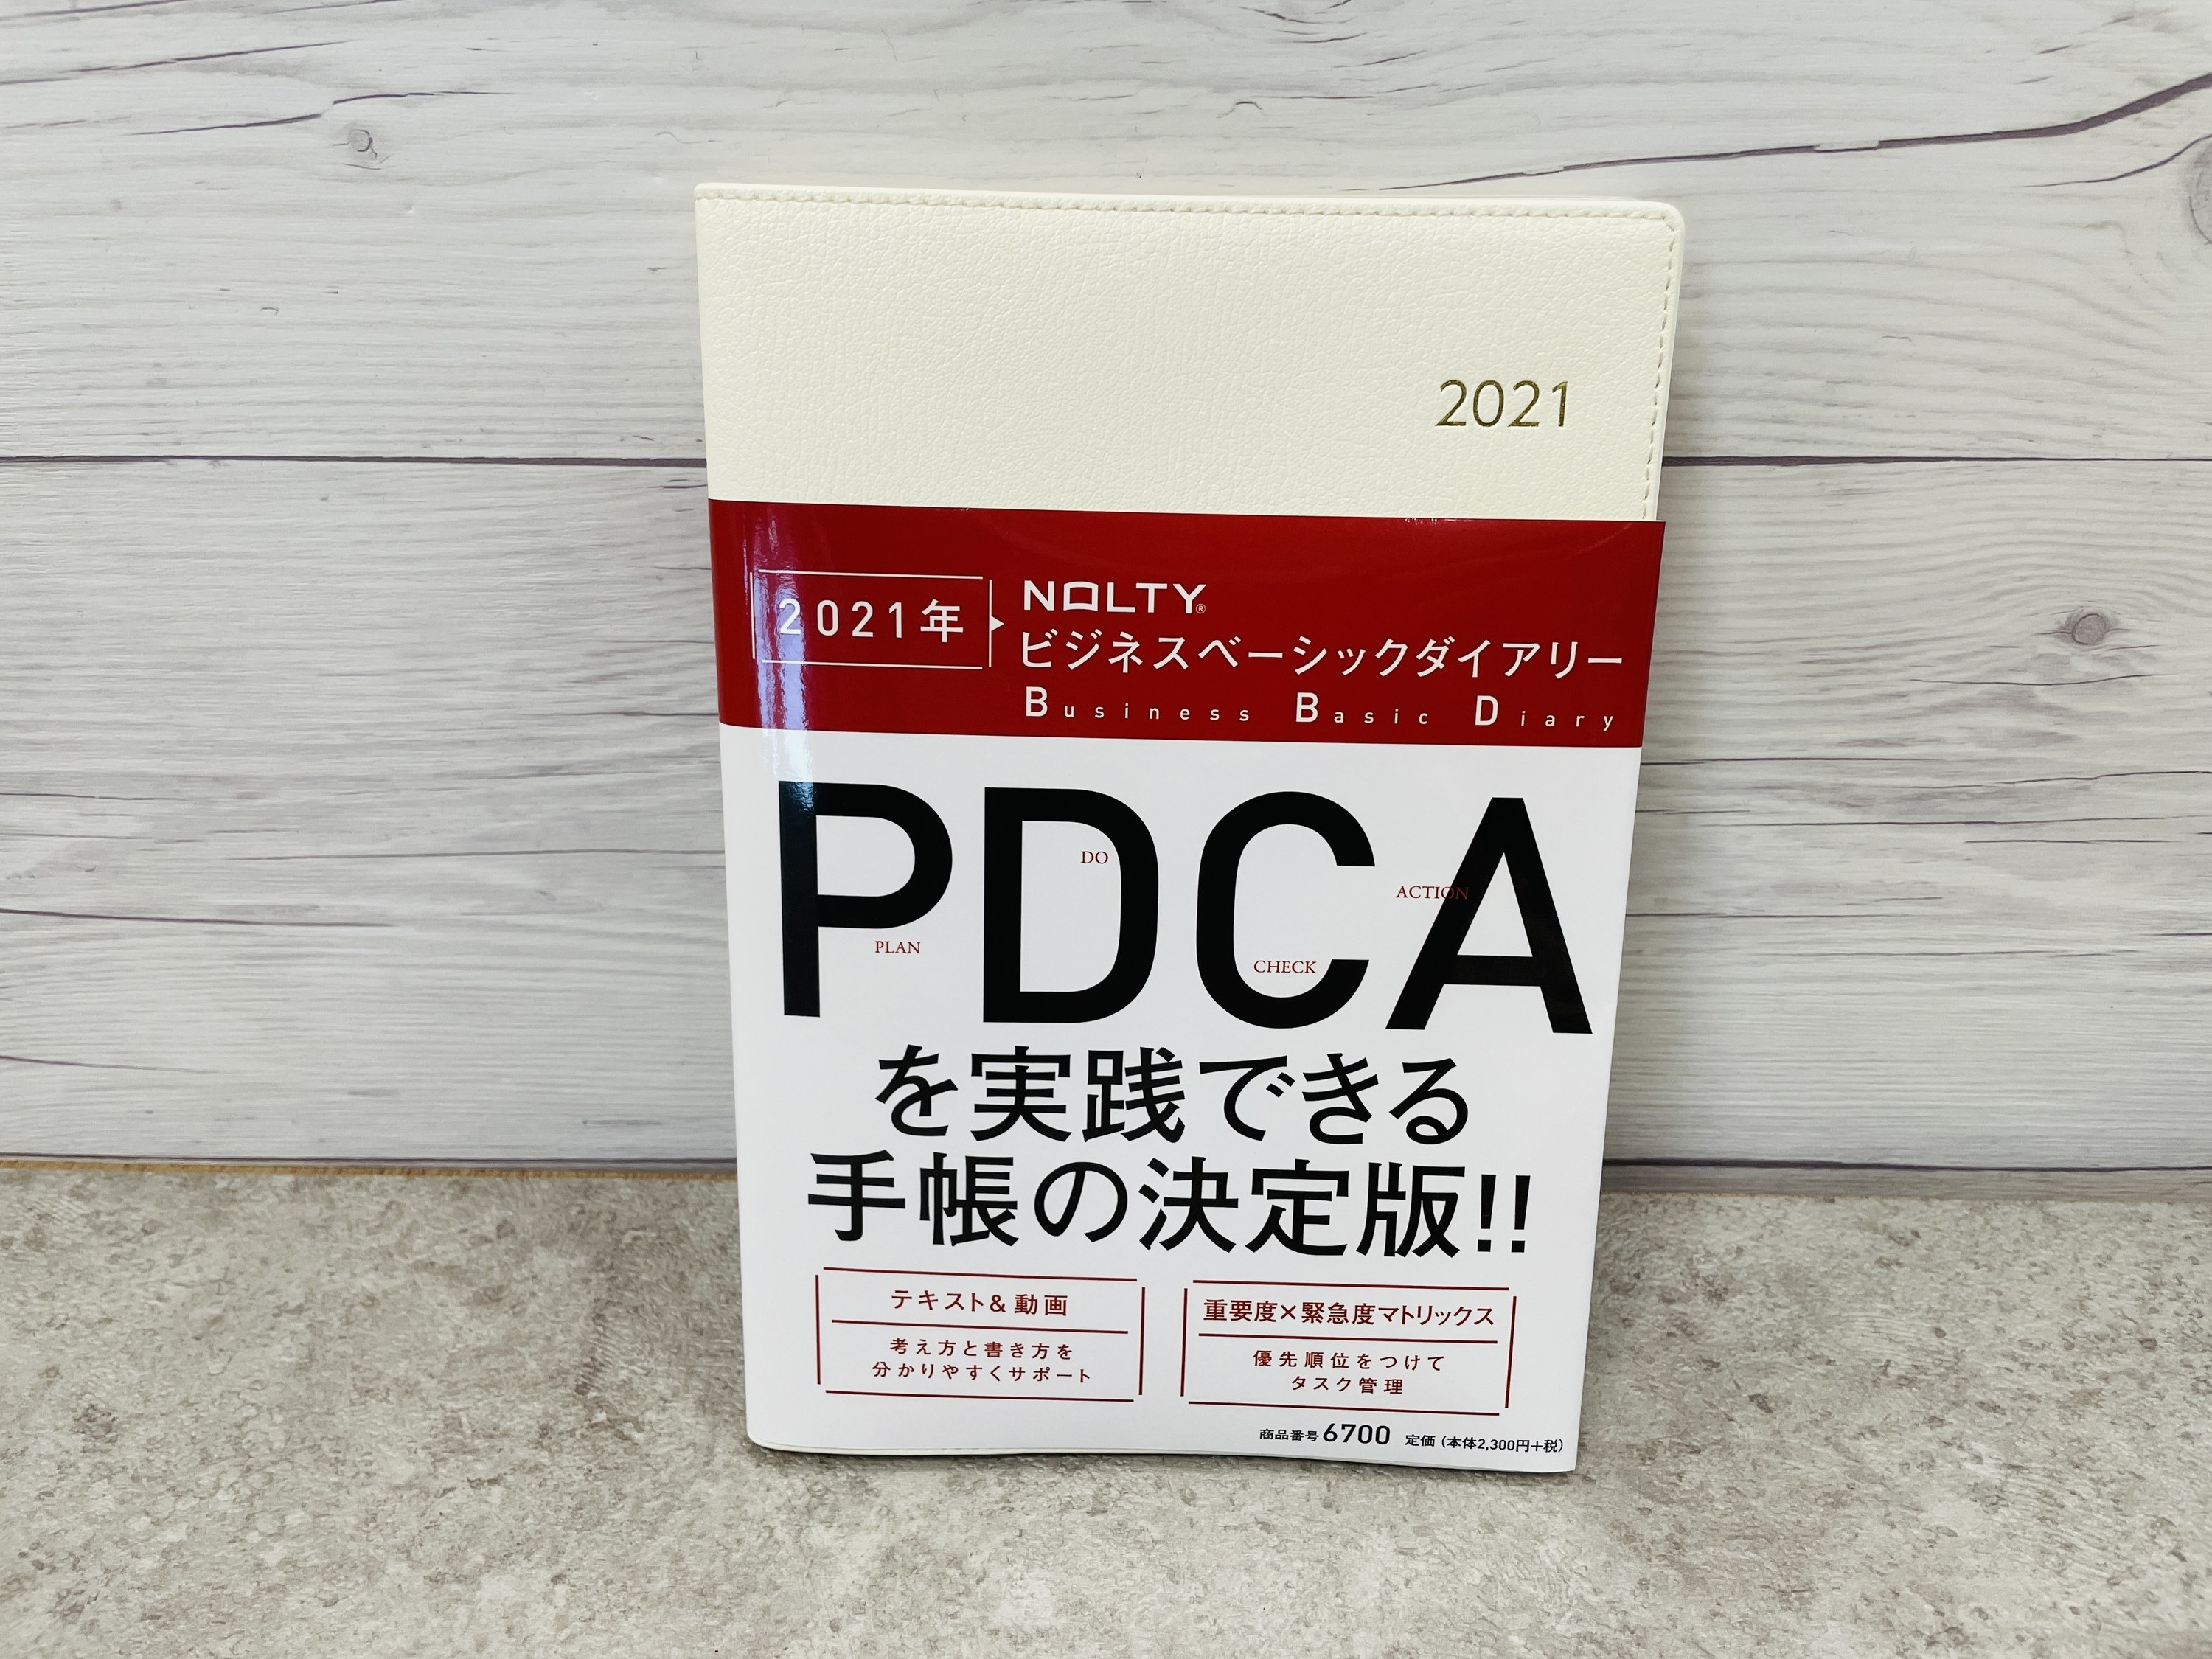 2021
2021年
NOLTY®
ビジネスベーシックダイアリー
Business Basic Diary
PDCA
PLAN
DO
CHECK
ACTION
を実践できる
手帳の決定版!!
テキスト&動画
考え方と書き方を
分かりやすくサポート
重要度×緊急度マトリックス
優先順位をつけて
タスク管理
商品番号6700 定価（本体2,300円+税）